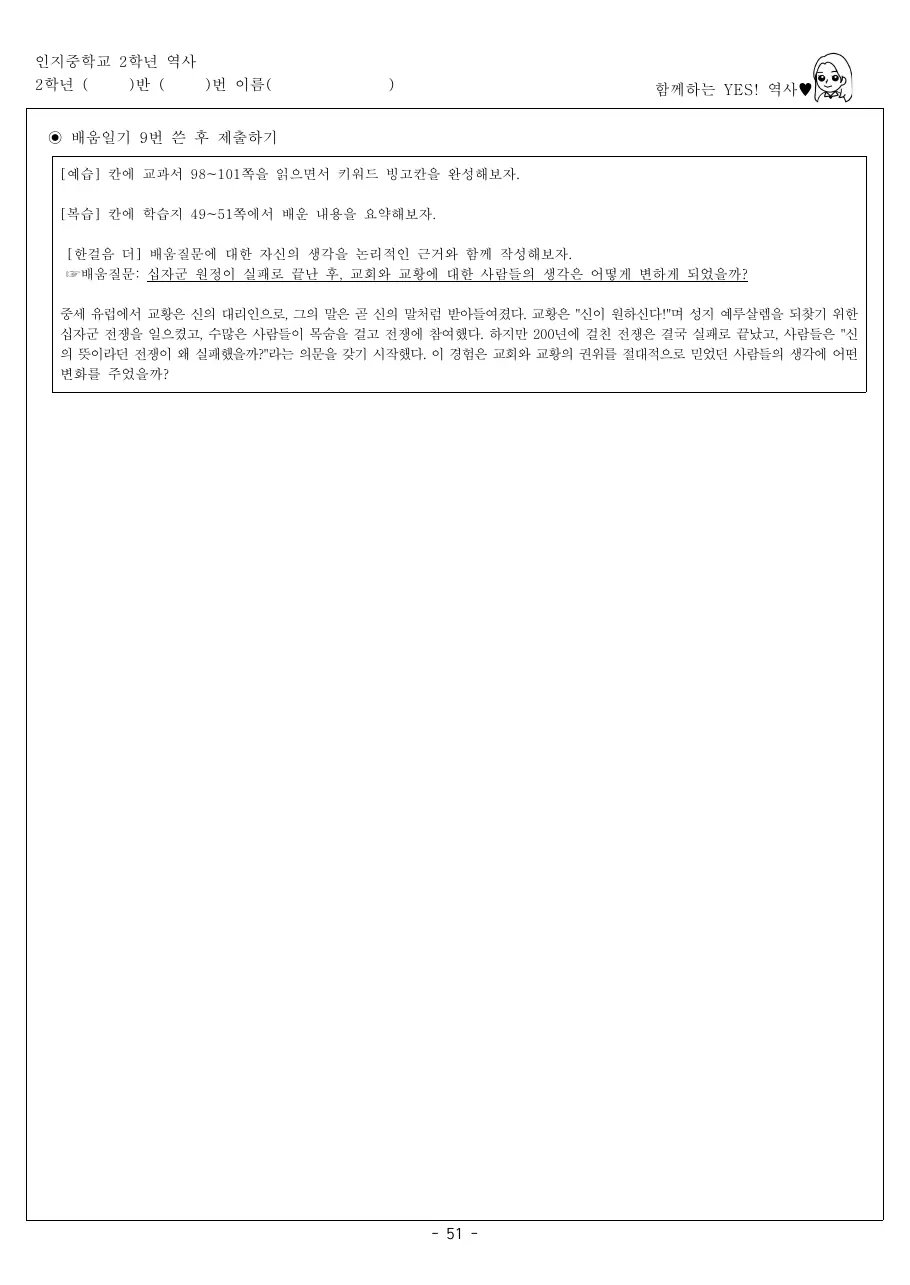 인지중학교 2학년 역사
2학년 (     )반 (     )번 이름(               )
함께하는 YES! 역사♥
◉ 배움일기 9번 쓴 후 제출하기
[예습] 칸에 교과서 98~101쪽을 읽으면서 키워드 빙고칸을 완성해보자.
[복습] 칸에 학습지 49~51쪽에서 배운 내용을 요약해보자.
[한걸음 더] 배움질문에 대한 자신의 생각을 논리적인 근거와 함께 작성해보자.
☞배움질문: 십자군 원정이 실패로 끝난 후, 교회와 교황에 대한 사람들의 생각은 어떻게 변하게 되었을까?
중세 유럽에서 교황은 신의 대리인으로, 그의 말은 곧 신의 말처럼 받아들여졌다. 교황은 "신이 원하신다!"며 성지 예루살렘을 되찾기 위한
십자군 전쟁을 일으켰고, 수많은 사람들이 목숨을 걸고 전쟁에 참여했다. 하지만 200년에 걸친 전쟁은 결국 실패로 끝났고, 사람들은 "신
의 뜻이라던 전쟁이 왜 실패했을까?"라는 의문을 갖기 시작했다. 이 경험은 교회와 교황의 권위를 절대적으로 믿었던 사람들의 생각에 어떤
변화를 주었을까?
- 51 -